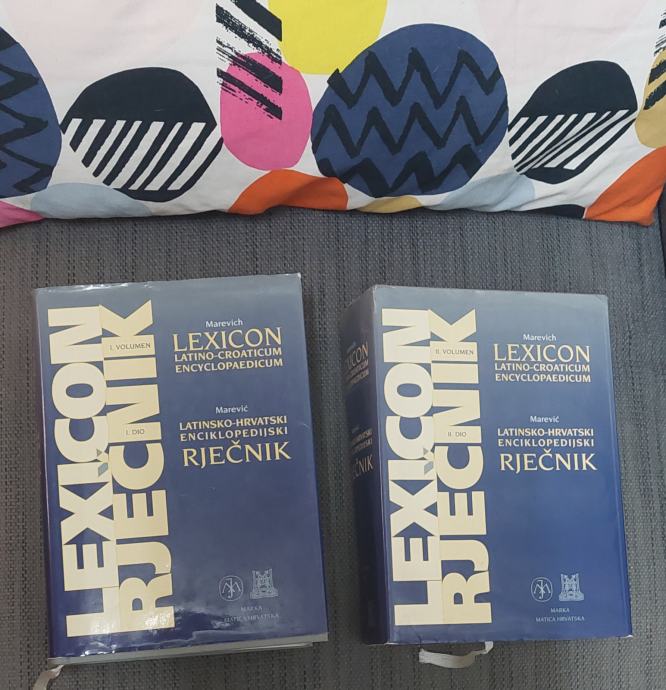 LEXICON
RJEČNIK
I. VOLUMEN
I. DIO
Marevich
LEXICON
LATINO-CROATICUM
ENCYCLOPAEDICUM
Marević
LATINSKO-HRVATSKI
ENCIKLOPEDIJSKI
RJEČNIK
MARKA
MATICA HRVATSKA
LEXICON
RJEČNIK
II. VOLUMEN
II. DIO
Marevich
LEXICON
LATINO-CROATICUM
ENCYCLOPAEDICUM
Marević
LATINSKO-HRVATSKI
ENCIKLOPEDIJSKI
RJEČNIK
MARKA
MATICA HRVATSKA